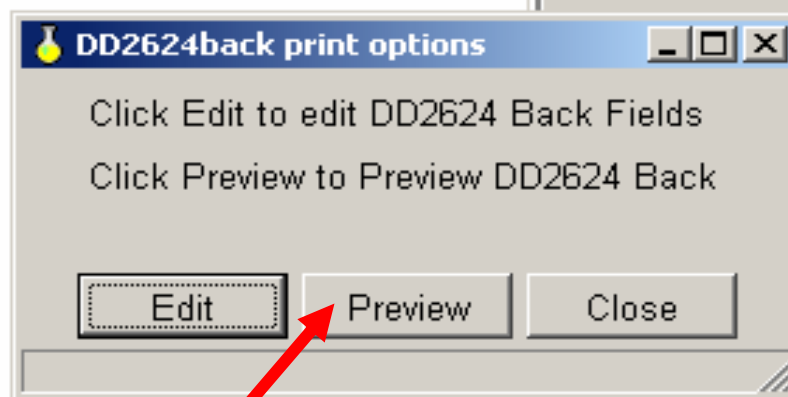 DD2624back print options
Click Edit to edit DD2624 Back Fields
Click Preview to Preview DD2624 Back
Edit Preview Close